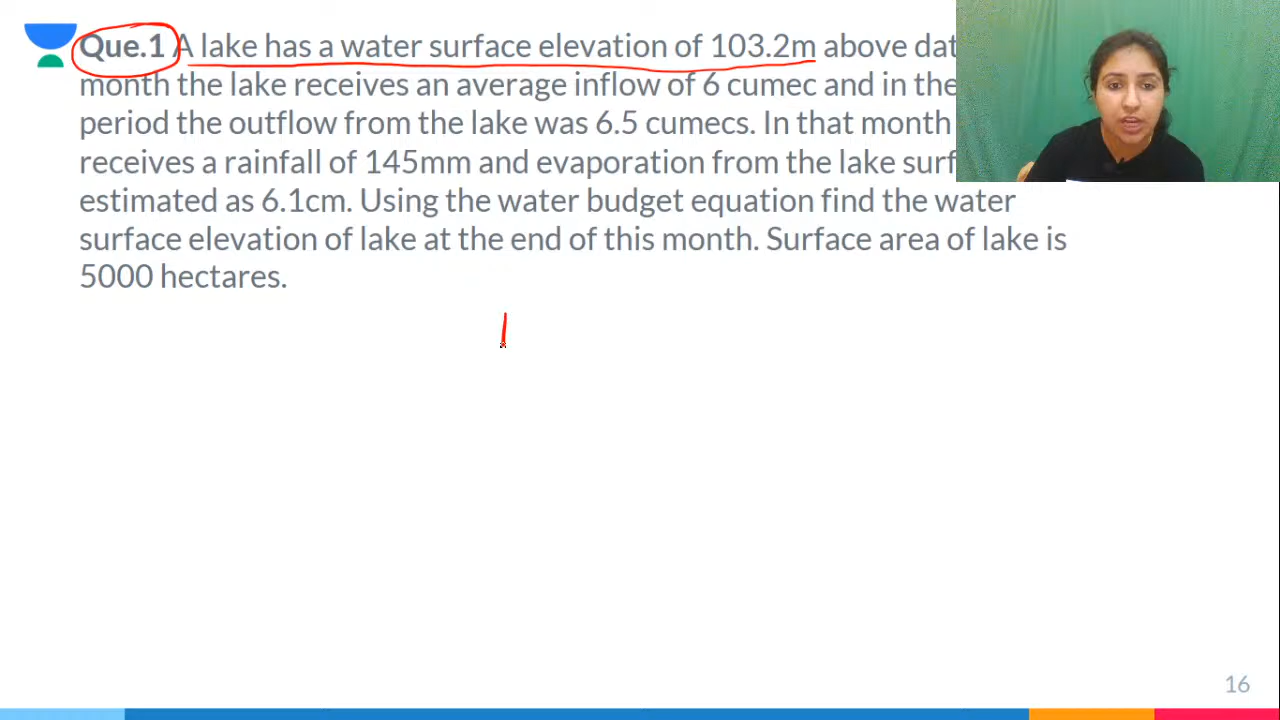 Que.1 A lake has a water surface elevation of 103.2m above
month the lake receives an average inflow of 6 cumec and in the
period the outflow from the lake was 6.5 cumecs. In that month
receives a rainfall of 145mm and evaporation from the lake
estimated as 6.1cm. Using the water budget equation find the water
surface elevation of lake at the end of this month. Surface area of lake is
5000 hectares.
16